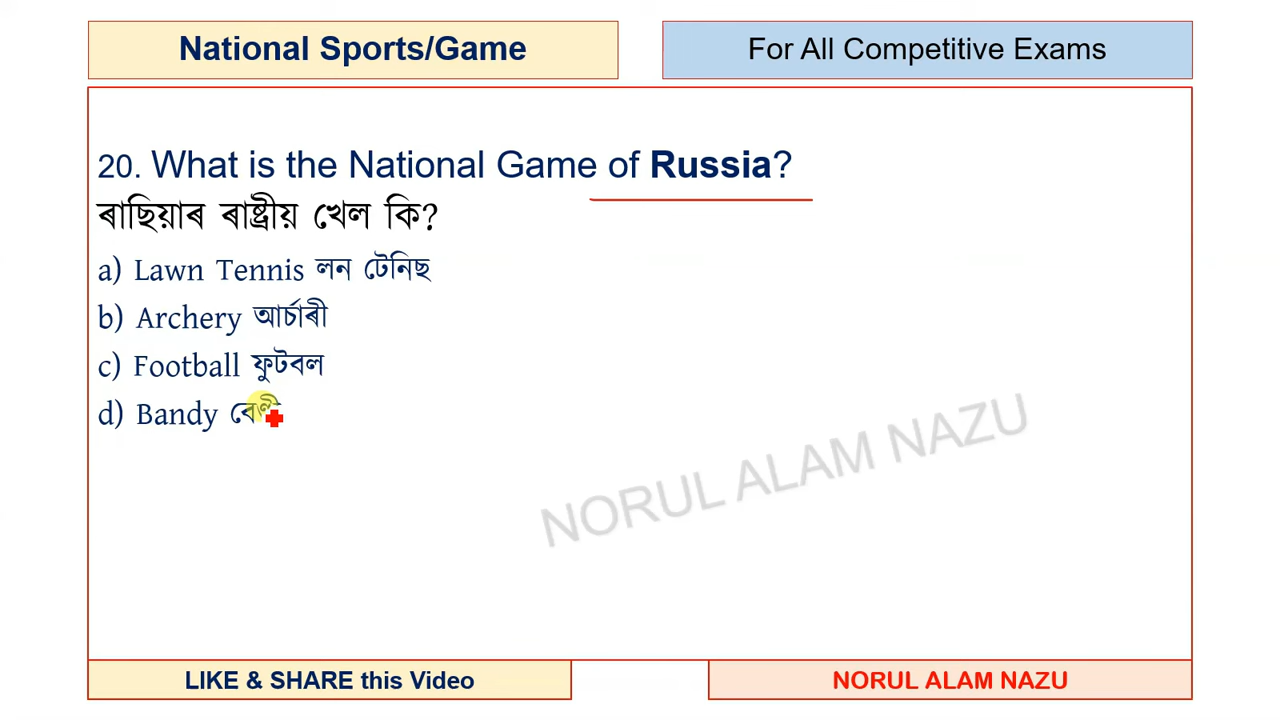 National Sports/Game
For All Competitive Exams
20. What is the National Game of Russia?
ৰাছিয়াৰ ৰাষ্ট্ৰীয় খেল কি?
a) Lawn Tennis লন টেনিছ
b) Archery আৰ্চাৰী
c) Football ফুটবল
d) Bandy
NORUL ALAM NAZU
LIKE & SHARE this Video
NORUL ALAM NAZU